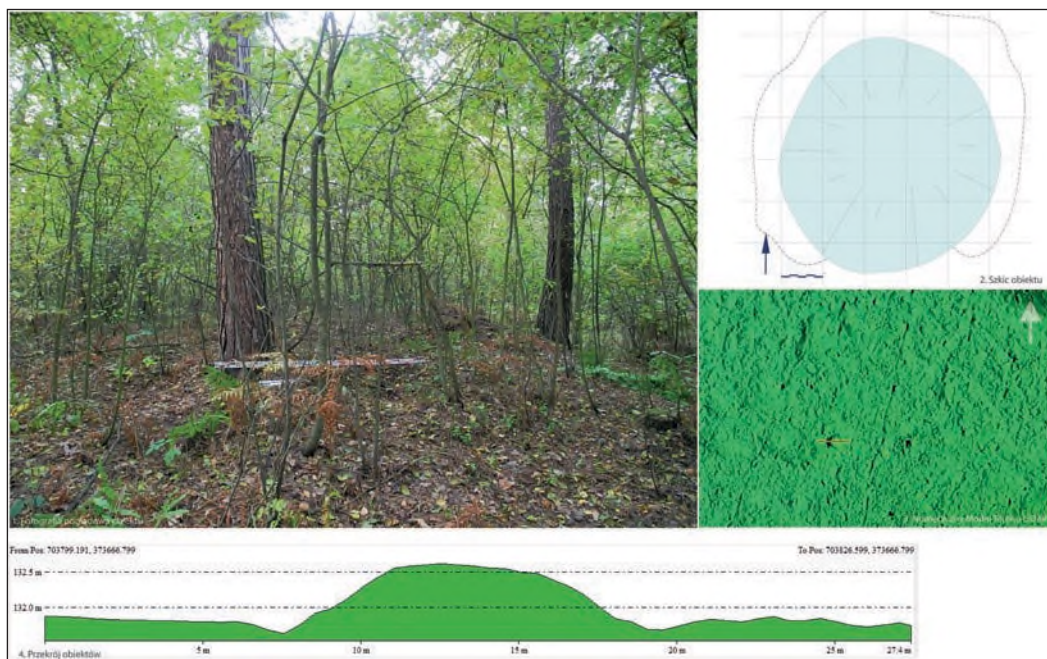 2. Szkic obiektu
From Pos: 703799.191, 373666.799
To Pos: 703826.599, 373666.799
132.5 m
132.0 m
5 m
10 m
15 m
20 m
25 m
27.4 m
4. Przekrój obiektów